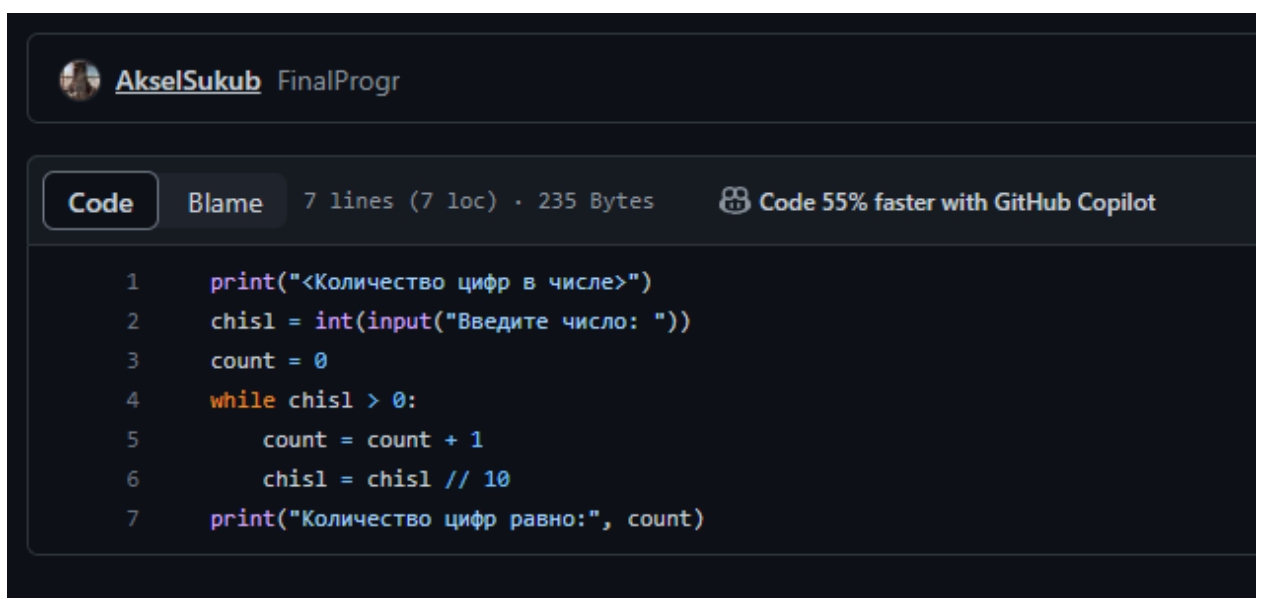 AkselSukub FinalProgr
Code Blame 7 lines (7 loc) · 235 Bytes Code 55% faster with GitHub Copilot
1 print("<Количество цифр в числе>")
2 chisl = int(input("Введите число: "))
3 count = 0
4 while chisl > 0:
5 count = count + 1
6 chisl = chisl // 10
7 print("Количество цифр равно:", count)